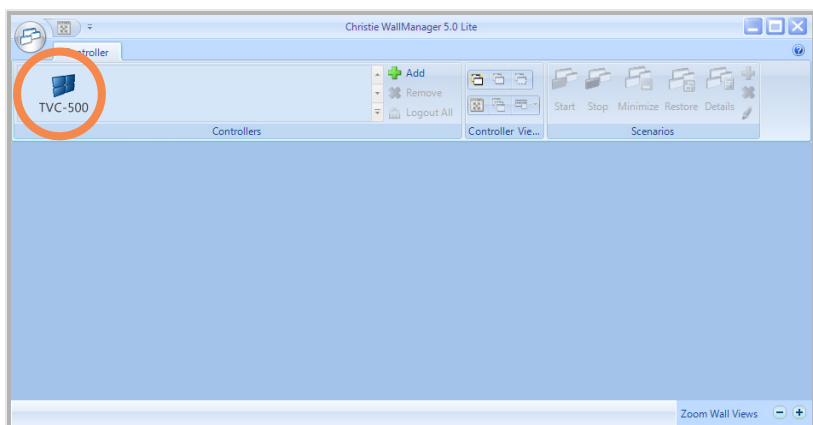 Christie WallManager 5.0 Lite
Controller
TVC-500
Add
Remove
Logout All
Start Stop Minimize Restore Details
Controllers
Controller Vie...
Scenarios
Zoom Wall Views